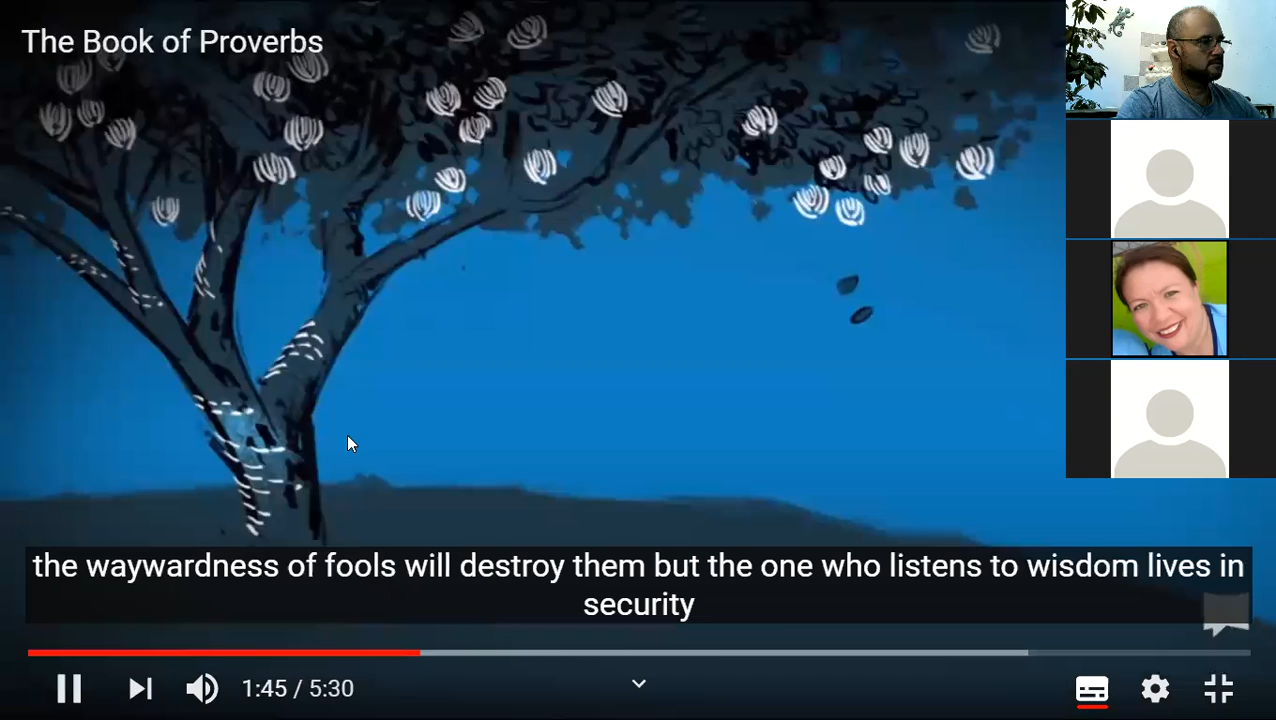 The Book of Proverbs
the waywardness of fools will destroy them but the one who listens to wisdom lives in
security
1:45 / 5:30